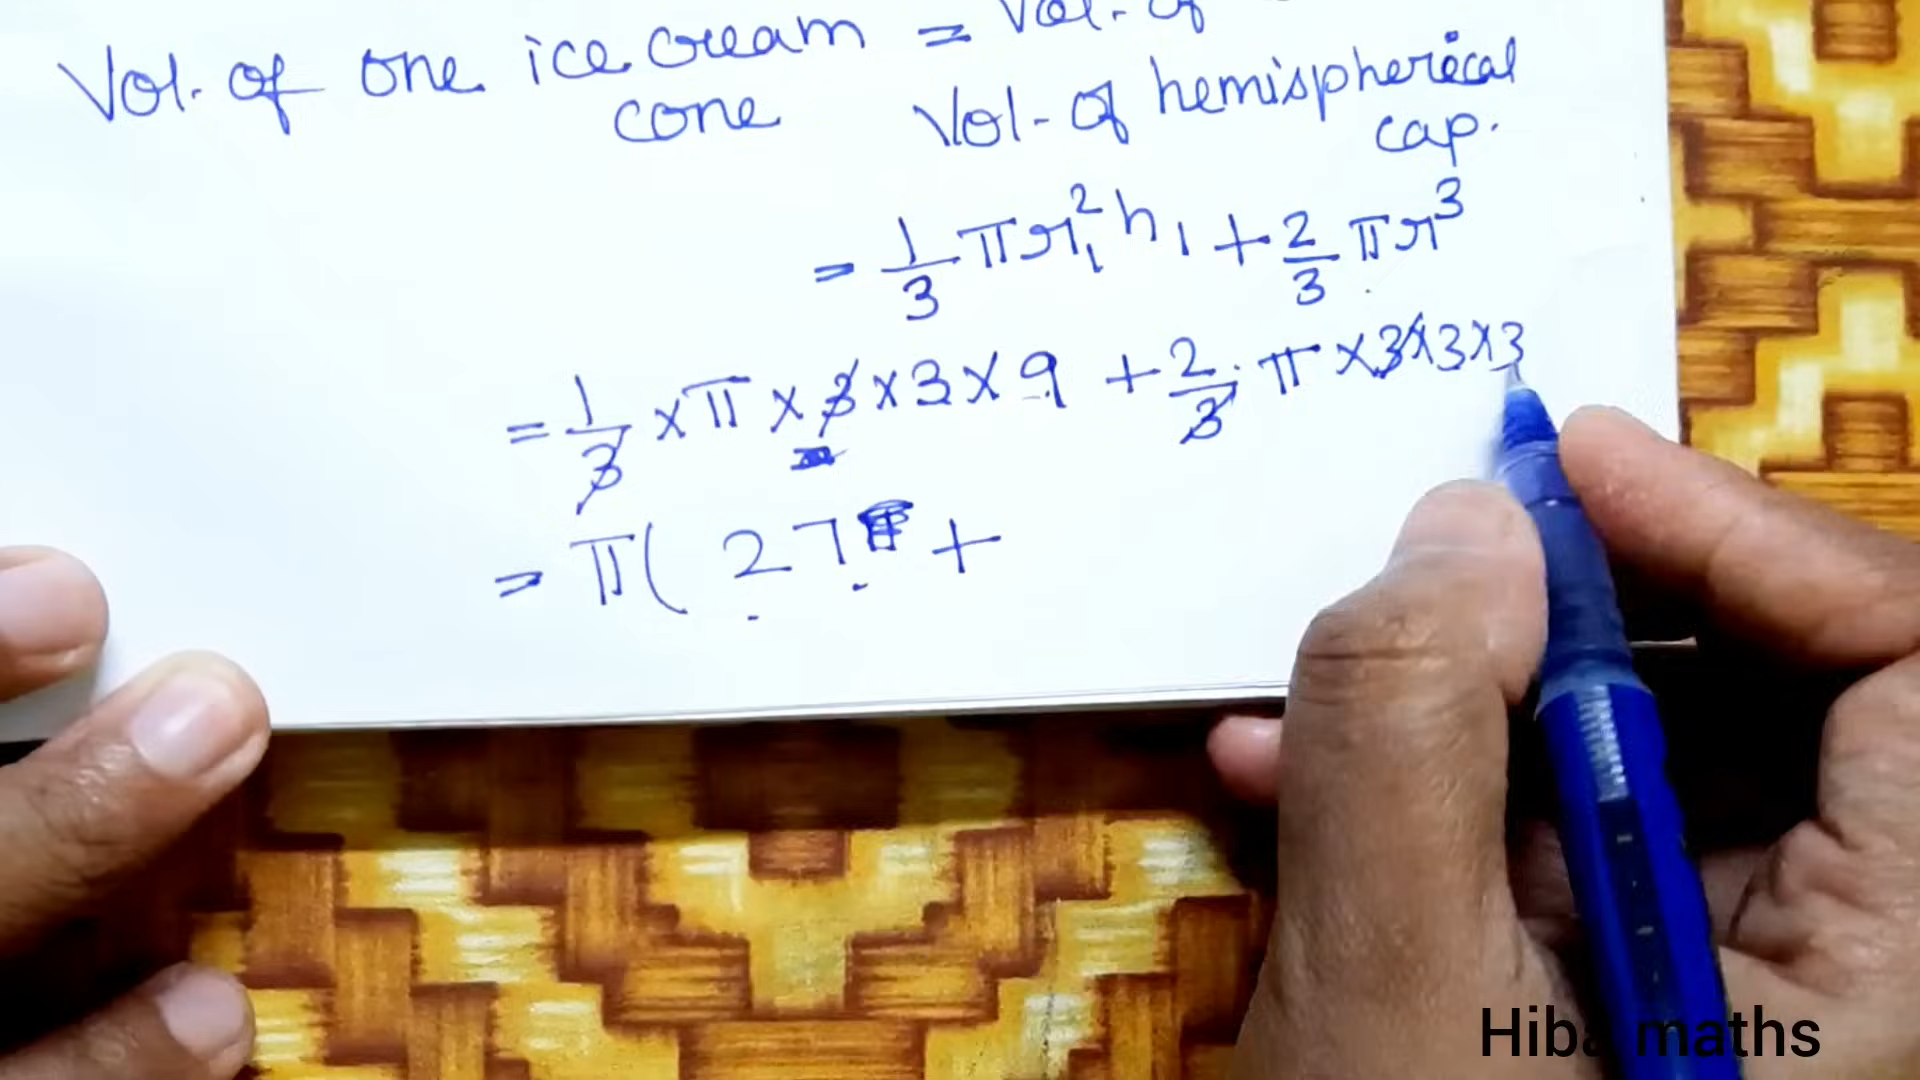 Vol. of one ice cream = Vol. of
cone Vol. of hemispherical
cap.
= 1/3 πr₁²h₁ + 2/3 πr³
= 1/3 × π × 3 × 3 × 9 + 2/3 . π × 3 × 3 × 3
= π( 27 +
Hiba maths